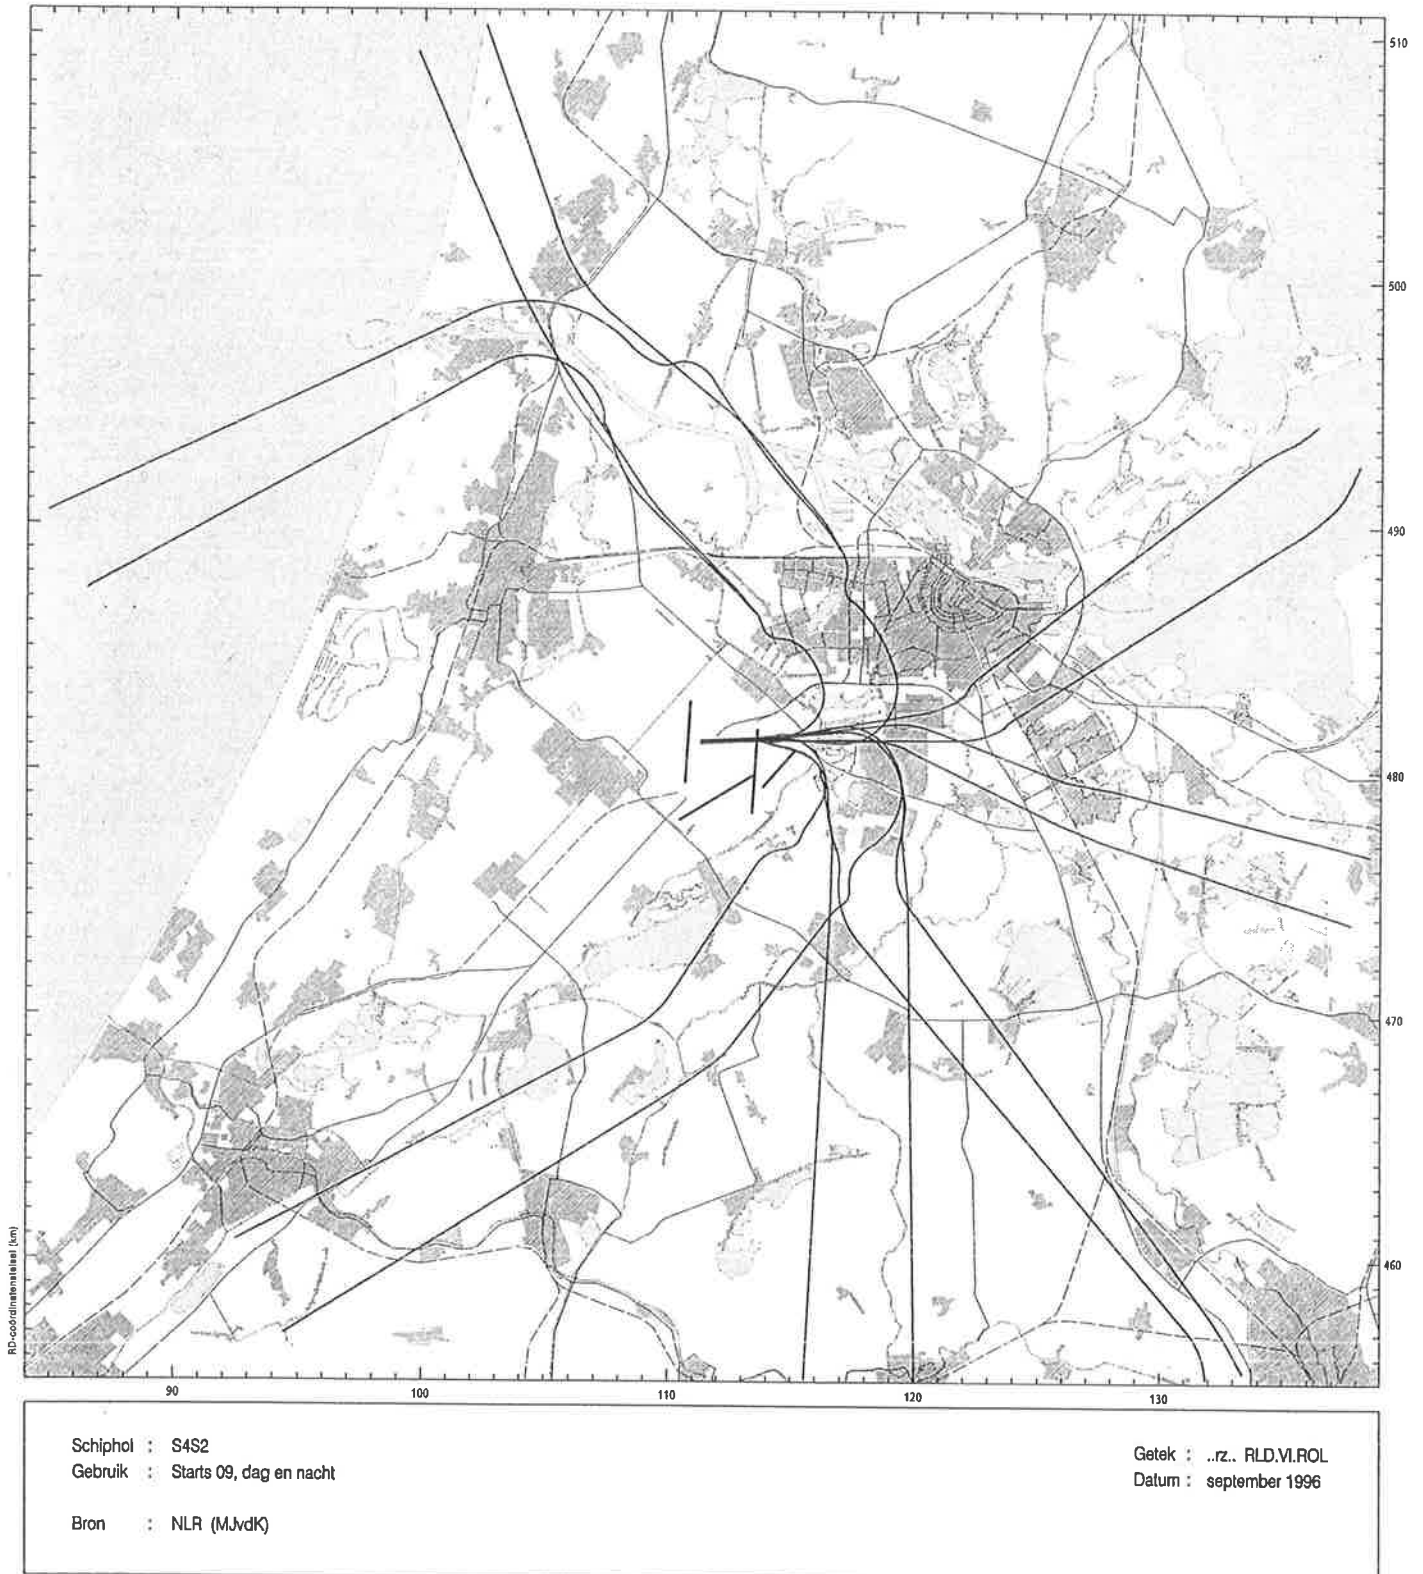 510
500
490
480
470
460
RD-coördinatenstelsel (km)
90
100
110
120
130
Schiphol : S4S2
Gebruik : Starts 09, dag en nacht
Bron : NLR (MJvdK)
Getek : ..rz.. RLD.VI.ROL
Datum : september 1996